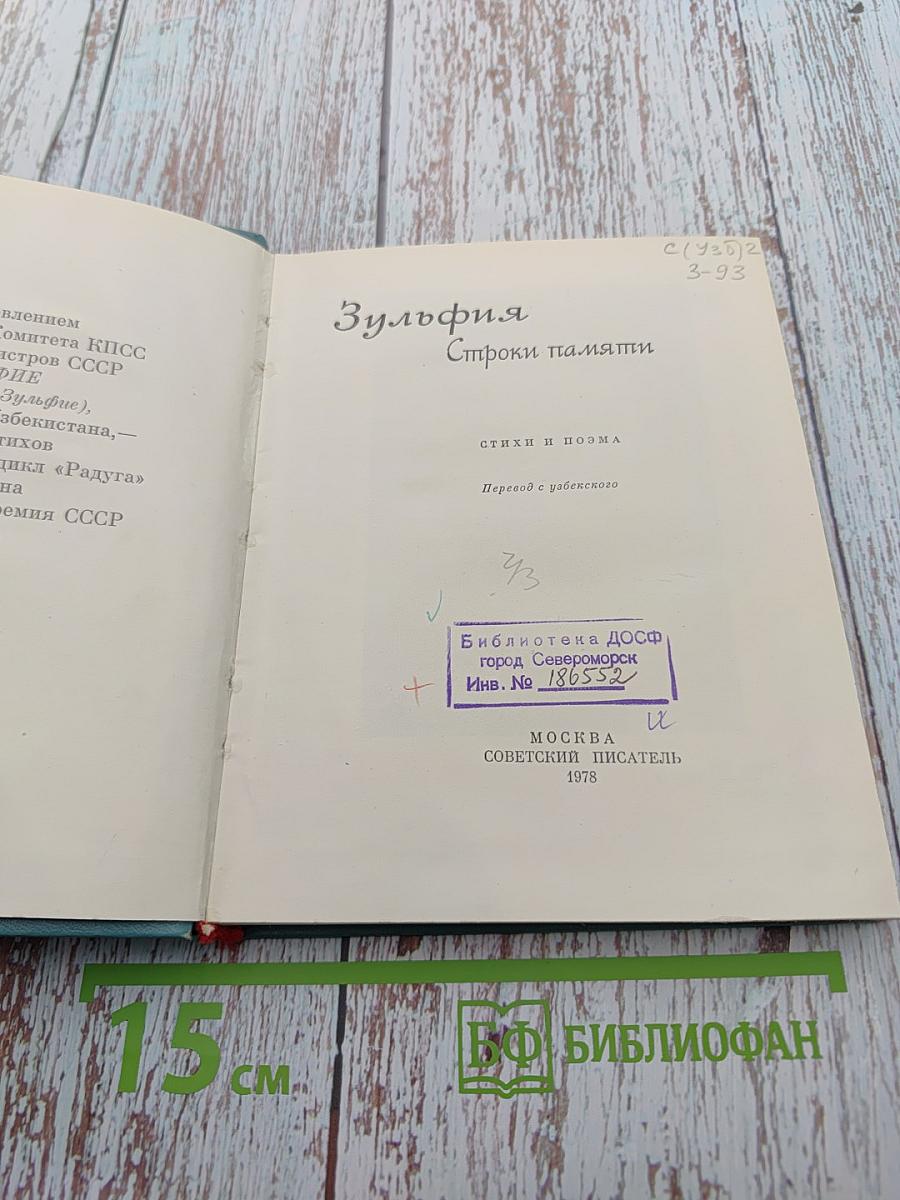 влением
Комитета КПСС
истров СССР
ФИЕ
Зульфие),
збекистана,—
тихов
цикл «Радуга»
на
ремия СССР
С(Узб)2
З-93
Зульфия
Строки памяти
СТИХИ И ПОЭМА
Перевод с узбекского
У/З
Библиотека ДОСФ
город Североморск
Инв. № 186552
IX
МОСКВА
СОВЕТСКИЙ ПИСАТЕЛЬ
1978
15 см
БФ БИБЛИОФАН